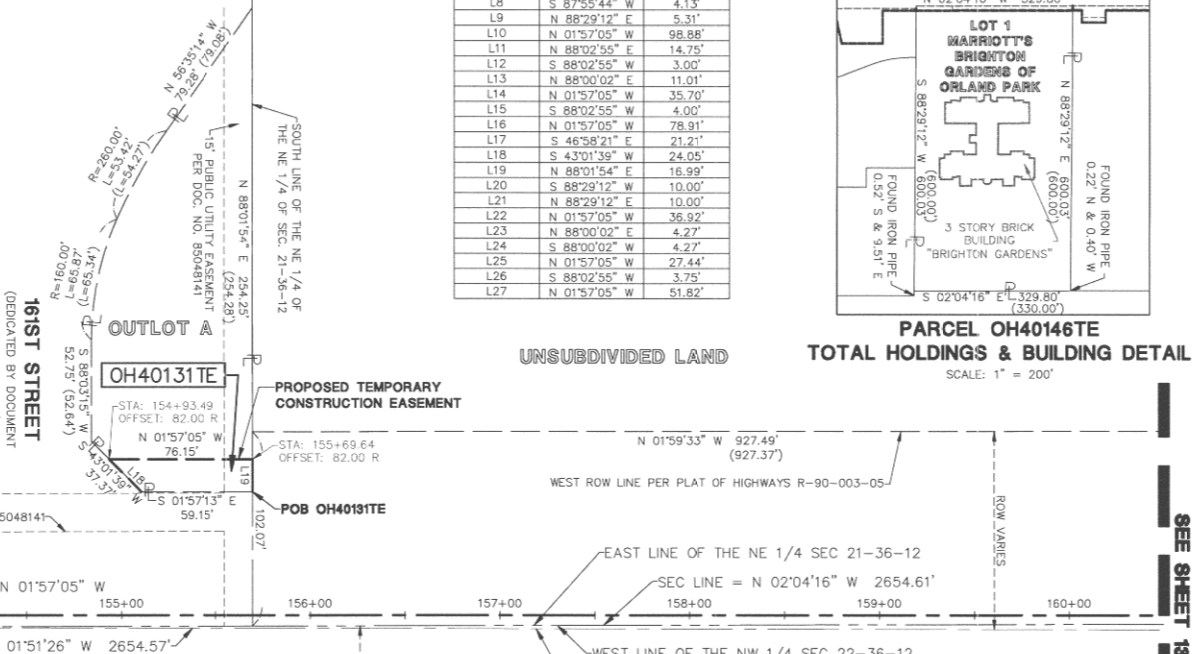 L8 S 87°55'44" W 4.13'
L9 N 88°29'12" E 5.31'
L10 N 01°57'05" W 98.88'
L11 N 88°02'55" E 14.75'
L12 S 88°02'55" W 3.00'
L13 N 88°00'02" E 11.01'
L14 N 01°57'05" W 35.70'
L15 S 88°02'55" W 4.00'
L16 N 01°57'05" W 78.91'
L17 S 46°58'21" E 21.21'
L18 S 43°01'39" W 24.05'
L19 N 88°01'54" E 16.99'
L20 S 88°29'12" W 10.00'
L21 N 88°29'12" E 10.00'
L22 N 01°57'05" W 36.92'
L23 N 88°00'02" E 4.27'
L24 S 88°00'02" W 4.27'
L25 N 01°57'05" W 27.44'
L26 S 88°02'55" W 3.75'
L27 N 01°57'05" W 51.82'
LOT 1
MARRIOTT'S
BRIGHTON
GARDENS OF
ORLAND PARK
S 88°29'12" W 600.03'
(600.00')
N 88°29'12" E 600.03'
(600.00')
FOUND IRON PIPE
0.52' S & 9.51' E
FOUND IRON PIPE
0.22' N & 0.40' W
3 STORY BRICK
BUILDING
"BRIGHTON GARDENS"
S 02°04'16" E 329.80'
(330.00')
PARCEL OH40146TE
TOTAL HOLDINGS & BUILDING DETAIL
SCALE: 1" = 200'
N 56°35'14" W
79.28' (79.08')
R=260.00'
L=53.42'
(L=54.27')
R=160.00'
L=65.87'
(L=65.34')
15' PUBLIC UTILITY EASEMENT
PER DOC. NO. 85048141
N 88°01'54" E 254.25'
(254.28')
SOUTH LINE OF THE NE 1/4 OF
THE NE 1/4 OF SEC. 21-36-12
161ST STREET
(DEDICATED BY DOCUMENT
OUTLOT A
S 88°03'15" W
52.75' (52.64')
OH40131TE
STA: 154+93.49
OFFSET: 82.00 R
N 01°57'05" W
76.15'
S 43°01'39" W
37.37'
L18
S 01°57'13" E
59.15'
L19
PROPOSED TEMPORARY
CONSTRUCTION EASEMENT
STA: 155+69.64
OFFSET: 82.00 R
POB OH40131TE
102.07'
UNSUBDIVIDED LAND
N 01°59'33" W 927.49'
(927.37')
WEST ROW LINE PER PLAT OF HIGHWAYS R-90-003-05
ROW VARIES
5048141
EAST LINE OF THE NE 1/4 SEC 21-36-12
SEC LINE = N 02°04'16" W 2654.61'
N 01°57'05" W
155+00 156+00 157+00 158+00 159+00 160+00
01°51'26" W 2654.57'
WEST LINE OF THE NW 1/4 SEC 22-36-12
SEE SHEET 13